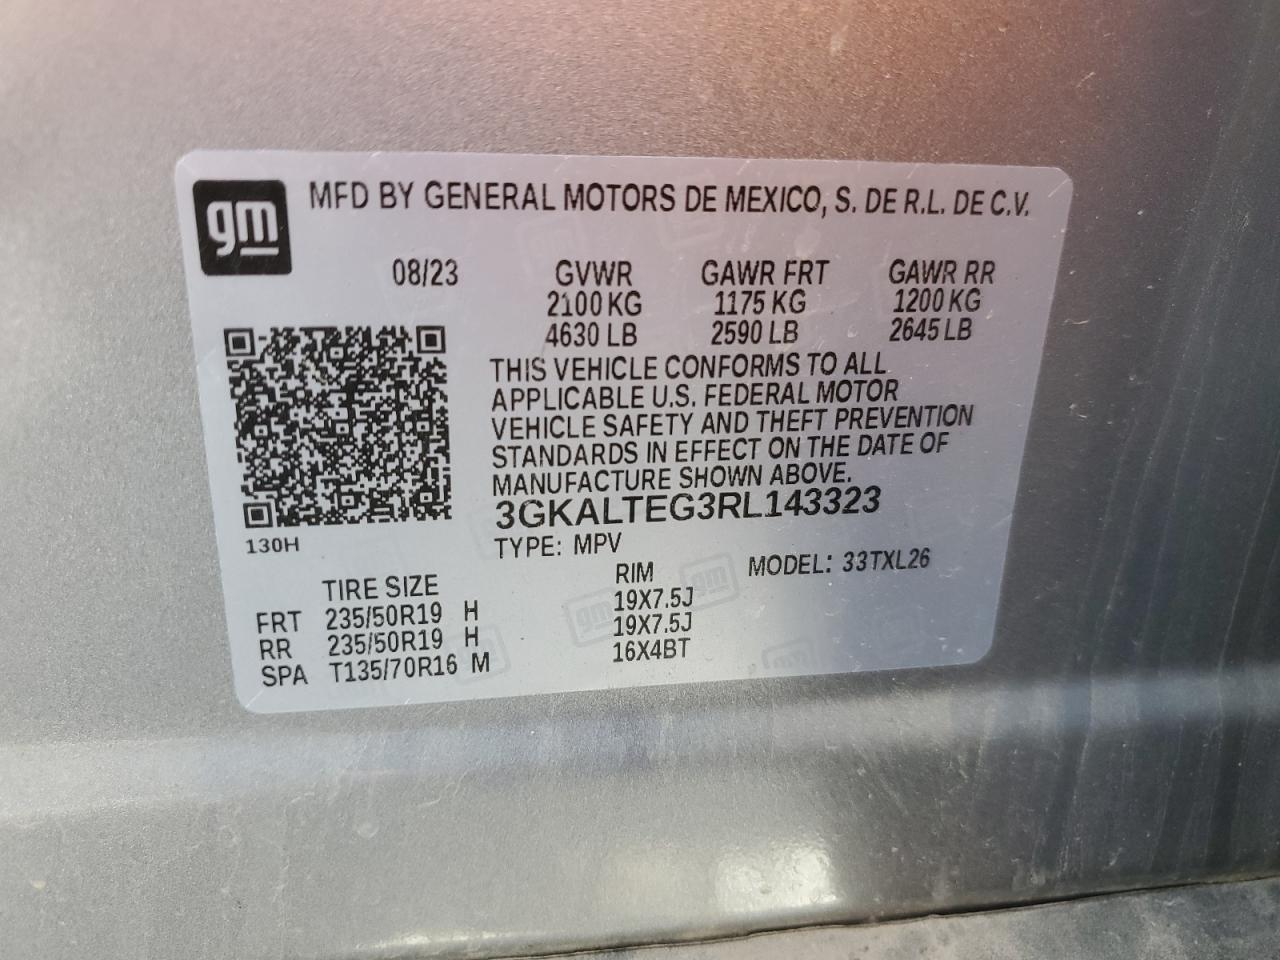 gm
MFD BY GENERAL MOTORS DE MEXICO, S. DE R.L. DE C.V.
08/23 GVWR GAWR FRT GAWR RR
2100 KG 1175 KG 1200 KG
4630 LB 2590 LB 2645 LB
THIS VEHICLE CONFORMS TO ALL
APPLICABLE U.S. FEDERAL MOTOR
VEHICLE SAFETY AND THEFT PREVENTION
STANDARDS IN EFFECT ON THE DATE OF
MANUFACTURE SHOWN ABOVE.
3GKALTEG3RL143323
130H TYPE: MPV MODEL: 33TXL26
TIRE SIZE RIM
FRT 235/50R19 H 19X7.5J
RR 235/50R19 H 19X7.5J
SPA T135/70R16 M 16X4BT